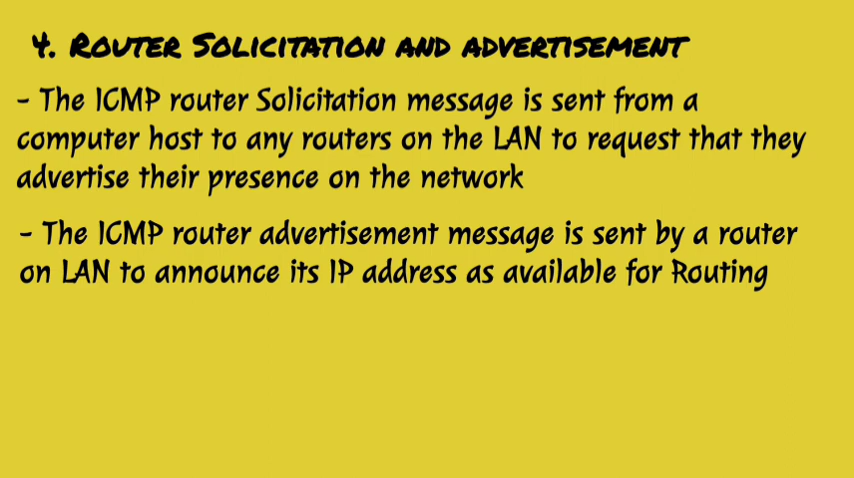 4. Router Solicitation and advertisement
- The ICMP router Solicitation message is sent from a
computer host to any routers on the LAN to request that they
advertise their presence on the network
- The ICMP router advertisement message is sent by a router
on LAN to announce its IP address as available for Routing